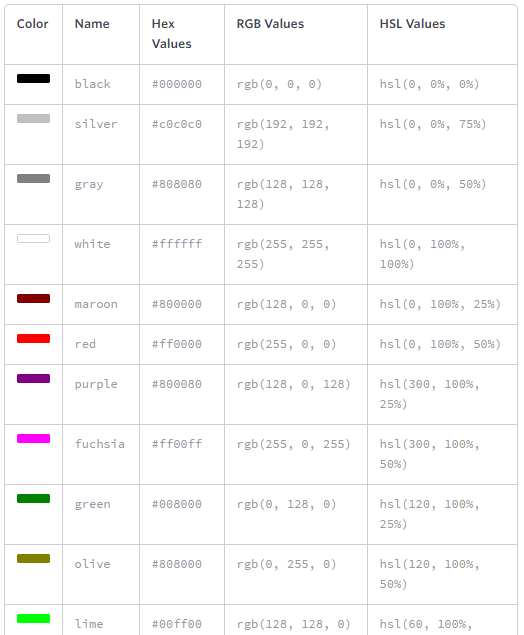 Color Name Hex Values RGB Values HSL Values
black #000000 rgb(0, 0, 0) hsl(0, 0%, 0%)
silver #c0c0c0 rgb(192, 192, 192) hsl(0, 0%, 75%)
gray #808080 rgb(128, 128, 128) hsl(0, 0%, 50%)
white #ffffff rgb(255, 255, 255) hsl(0, 100%, 100%)
maroon #800000 rgb(128, 0, 0) hsl(0, 100%, 25%)
red #ff0000 rgb(255, 0, 0) hsl(0, 100%, 50%)
purple #800080 rgb(128, 0, 128) hsl(300, 100%, 25%)
fuchsia #ff00ff rgb(255, 0, 255) hsl(300, 100%, 50%)
green #008000 rgb(0, 128, 0) hsl(120, 100%, 25%)
olive #808000 rgb(0, 255, 0) hsl(120, 100%, 50%)
lime #00ff00 rgb(128, 128, 0) hsl(60, 100%,